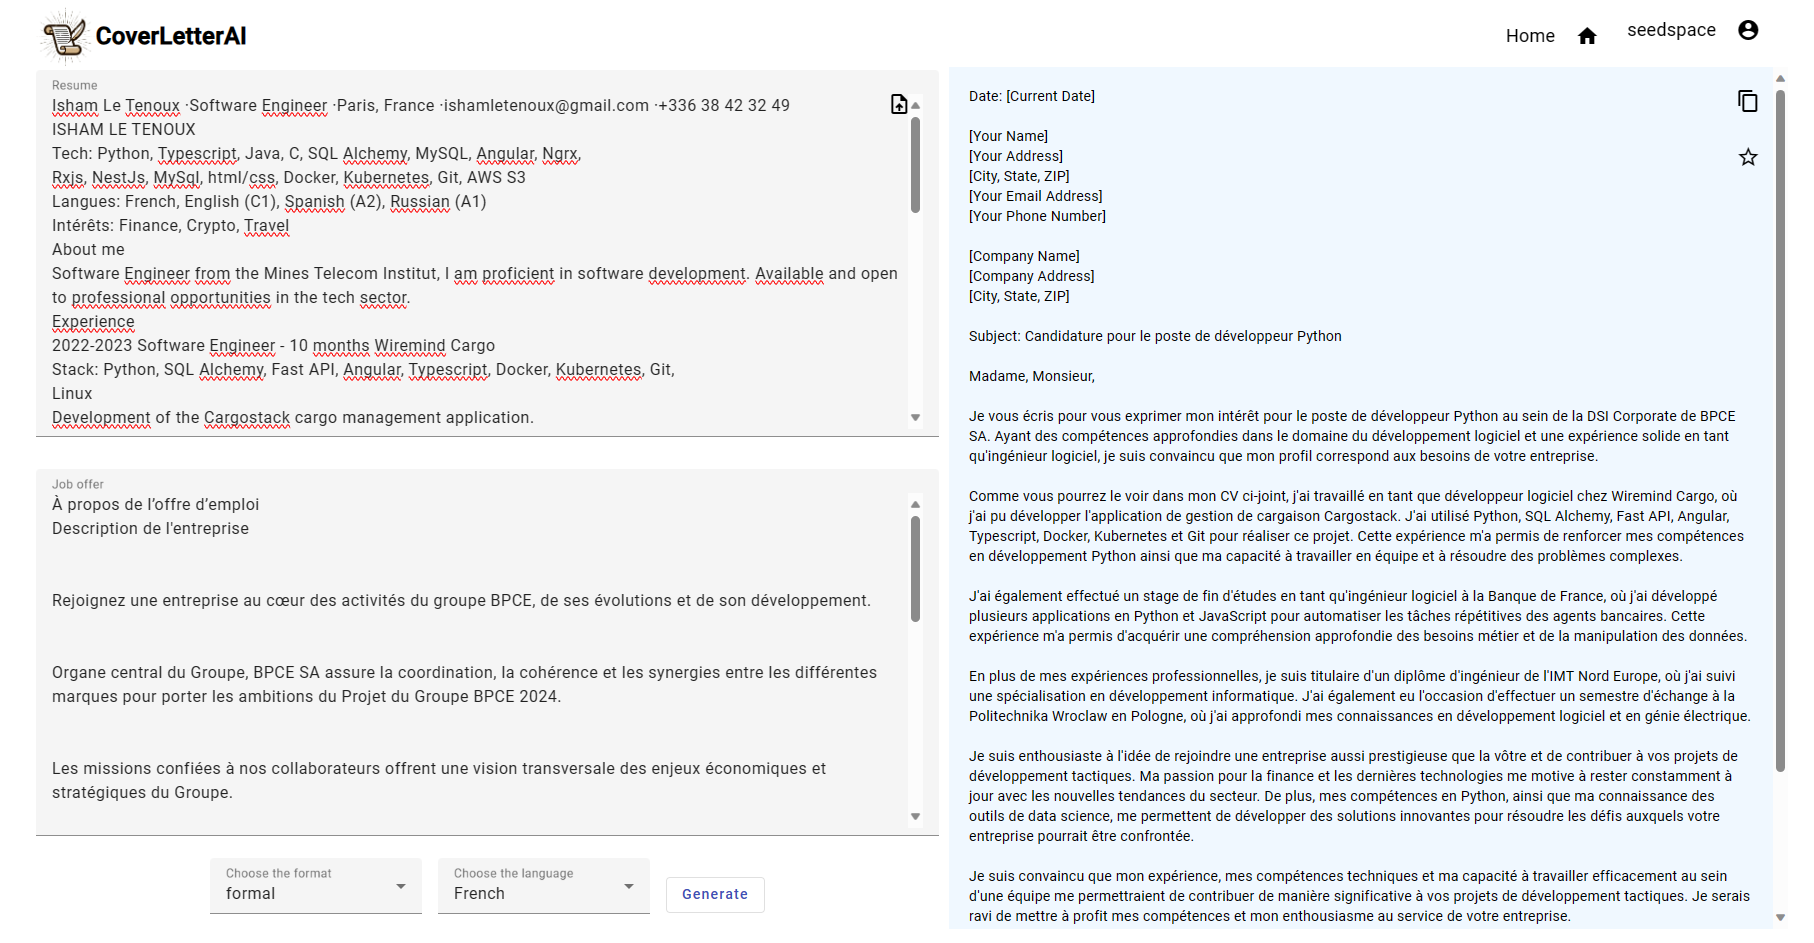 CoverLetterAI
Home
seedspace
Resume
Isham Le Tenoux ·Software Engineer ·Paris, France ·ishamletenoux@gmail.com ·+336 38 42 32 49
ISHAM LE TENOUX
Tech: Python, Typescript, Java, C, SQL Alchemy, MySQL, Angular, Ngrx,
Rxjs, NestJs, MySql, html/css, Docker, Kubernetes, Git, AWS S3
Langues: French, English (C1), Spanish (A2), Russian (A1)
Intérêts: Finance, Crypto, Travel
About me
Software Engineer from the Mines Telecom Institut, I am proficient in software development. Available and open
to professional opportunities in the tech sector.
Experience
2022-2023 Software Engineer - 10 months Wiremind Cargo
Stack: Python, SQL Alchemy, Fast API, Angular, Typescript, Docker, Kubernetes, Git,
Linux
Development of the Cargostack cargo management application.
Job offer
À propos de l’offre d’emploi
Description de l'entreprise
Rejoignez une entreprise au cœur des activités du groupe BPCE, de ses évolutions et de son développement.
Organe central du Groupe, BPCE SA assure la coordination, la cohérence et les synergies entre les différentes
marques pour porter les ambitions du Projet du Groupe BPCE 2024.
Les missions confiées à nos collaborateurs offrent une vision transversale des enjeux économiques et
stratégiques du Groupe.
Choose the format
formal
Choose the language
French
Generate
Date: [Current Date]
[Your Name]
[Your Address]
[City, State, ZIP]
[Your Email Address]
[Your Phone Number]
[Company Name]
[Company Address]
[City, State, ZIP]
Subject: Candidature pour le poste de développeur Python
Madame, Monsieur,
Je vous écris pour vous exprimer mon intérêt pour le poste de développeur Python au sein de la DSI Corporate de BPCE
SA. Ayant des compétences approfondies dans le domaine du développement logiciel et une expérience solide en tant
qu'ingénieur logiciel, je suis convaincu que mon profil correspond aux besoins de votre entreprise.
Comme vous pourrez le voir dans mon CV ci-joint, j'ai travaillé en tant que développeur logiciel chez Wiremind Cargo, où
j'ai pu développer l'application de gestion de cargaison Cargostack. J'ai utilisé Python, SQL Alchemy, Fast API, Angular,
Typescript, Docker, Kubernetes et Git pour réaliser ce projet. Cette expérience m'a permis de renforcer mes compétences
en développement Python ainsi que ma capacité à travailler en équipe et à résoudre des problèmes complexes.
J'ai également effectué un stage de fin d'études en tant qu'ingénieur logiciel à la Banque de France, où j'ai développé
plusieurs applications en Python et JavaScript pour automatiser les tâches répétitives des agents bancaires. Cette
expérience m'a permis d'acquérir une compréhension approfondie des besoins métier et de la manipulation des données.
En plus de mes expériences professionnelles, je suis titulaire d'un diplôme d'ingénieur de l'IMT Nord Europe, où j'ai suivi
une spécialisation en développement informatique. J'ai également eu l'occasion d'effectuer un semestre d'échange à la
Politechnika Wroclaw en Pologne, où j'ai approfondi mes connaissances en développement logiciel et en génie électrique.
Je suis enthousiaste à l'idée de rejoindre une entreprise aussi prestigieuse que la vôtre et de contribuer à vos projets de
développement tactiques. Ma passion pour la finance et les dernières technologies me motive à rester constamment à
jour avec les nouvelles tendances du secteur. De plus, mes compétences en Python, ainsi que ma connaissance des
outils de data science, me permettent de développer des solutions innovantes pour résoudre les défis auxquels votre
entreprise pourrait être confrontée.
Je suis convaincu que mon expérience, mes compétences techniques et ma capacité à travailler efficacement au sein
d'une équipe me permettraient de contribuer de manière significative à vos projets de développement tactiques. Je serais
ravi de mettre à profit mes compétences et mon enthousiasme au service de votre entreprise.